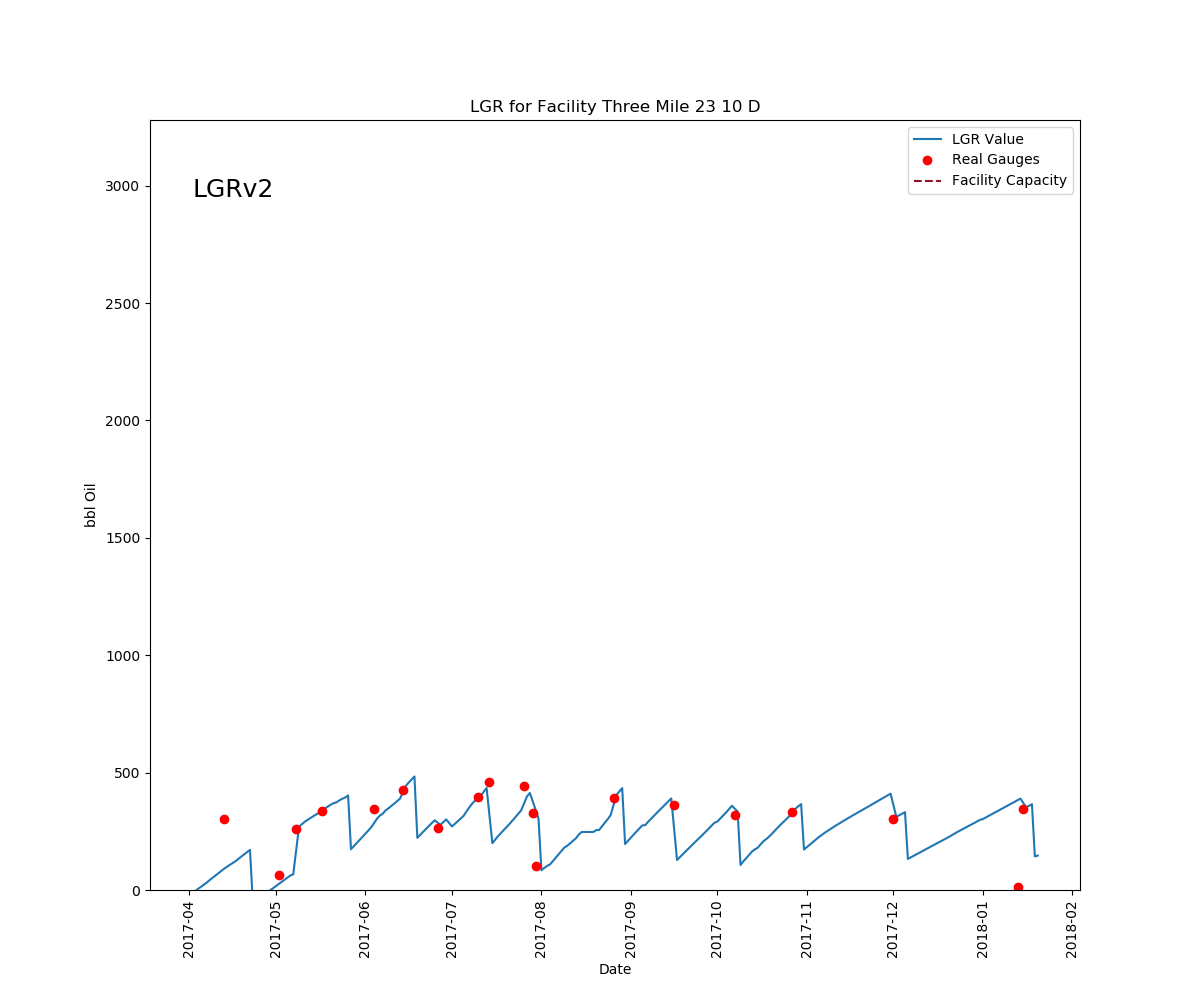 LGR for Facility Three Mile 23 10 D
LGR Value
Real Gauges
Facility Capacity
LGRv2
3000
2500
2000
1500
1000
500
0
bbl Oil
2017-04
2017-05
2017-06
2017-07
2017-08
2017-09
2017-10
2017-11
2017-12
2018-01
2018-02
Date